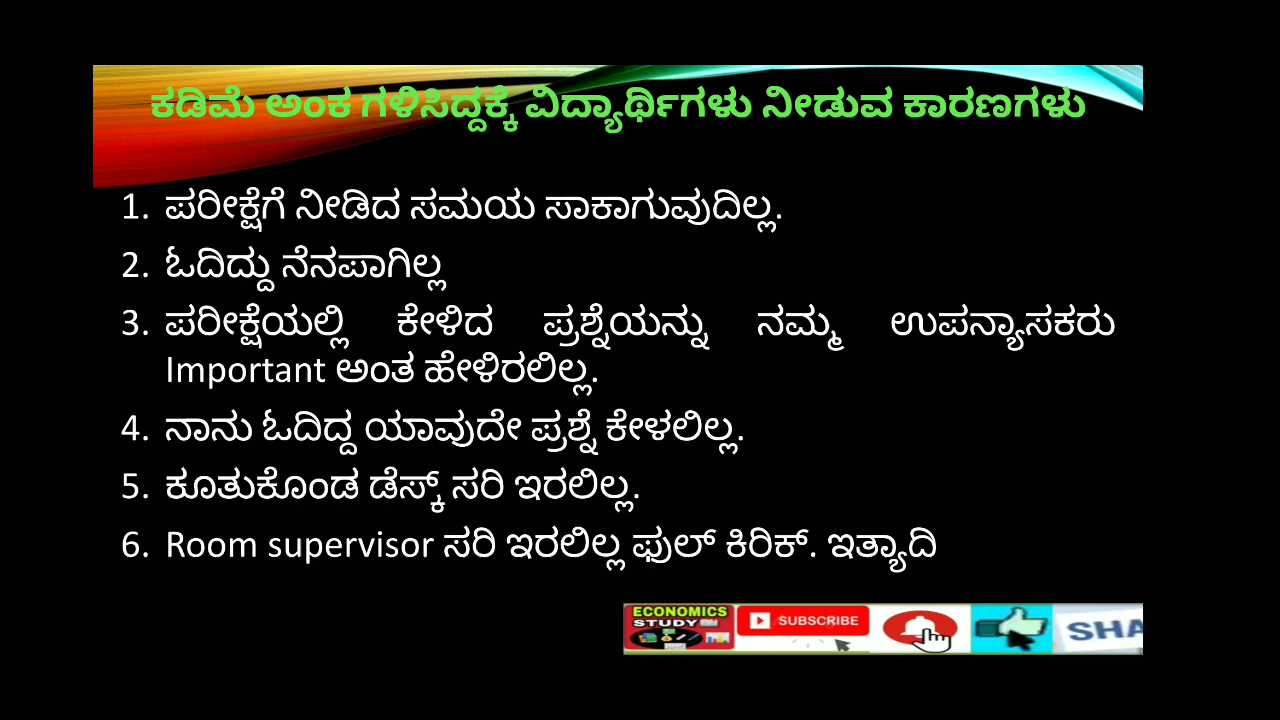 ಕಡಿಮೆ ಅಂಕ ಗಳಿಸಿದ್ದಕ್ಕೆ ವಿದ್ಯಾರ್ಥಿಗಳು ನೀಡುವ ಕಾರಣಗಳು
1. ಪರೀಕ್ಷೆಗೆ ನೀಡಿದ ಸಮಯ ಸಾಕಾಗುವುದಿಲ್ಲ.
2. ಓದಿದ್ದು ನೆನಪಾಗಿಲ್ಲ
3. ಪರೀಕ್ಷೆಯಲ್ಲಿ ಕೇಳಿದ ಪ್ರಶ್ನೆಯನ್ನು ನಮ್ಮ ಉಪನ್ಯಾಸಕರು
Important ಅಂತ ಹೇಳಿರಲಿಲ್ಲ.
4. ನಾನು ಓದಿದ್ದ ಯಾವುದೇ ಪ್ರಶ್ನೆ ಕೇಳಲಿಲ್ಲ.
5. ಕೂತುಕೊಂಡ ಡೆಸ್ಕ್ ಸರಿ ಇರಲಿಲ್ಲ.
6. Room supervisor ಸರಿ ಇರಲಿಲ್ಲ ಫುಲ್ ಕಿರಿಕ್. ಇತ್ಯಾದಿ
ECONOMICS
STUDY
SUBSCRIBE
SHA